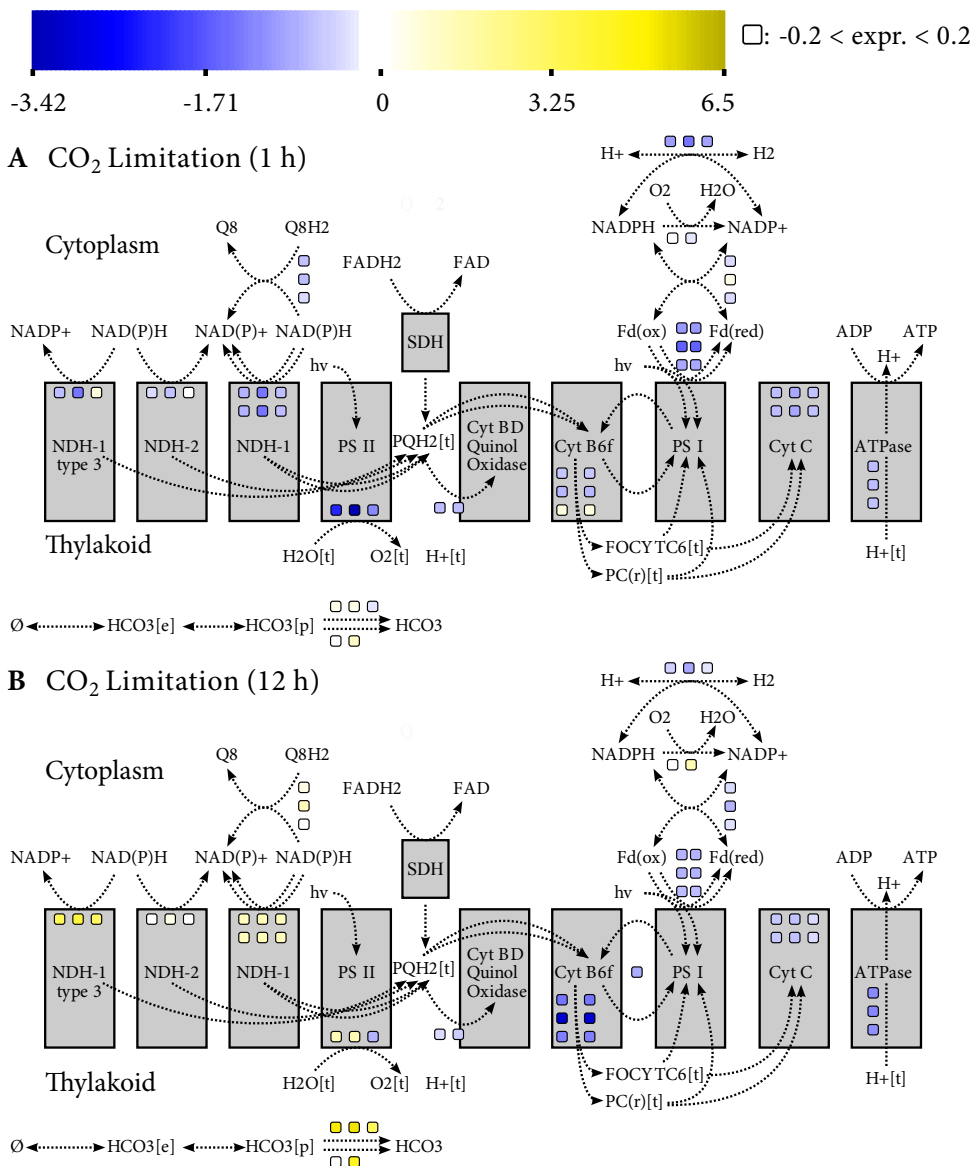 ▢: -0.2 < expr. < 0.2
-3.42 -1.71 0 3.25 6.5
A CO2 Limitation (1 h)
H+ H2
O2 H2O
NADPH NADP+
Q8 Q8H2
Cytoplasm
FADH2 FAD
NADP+ NAD(P)H NAD(P)+ NAD(P)H
SDH
Fd(ox) Fd(red)
ADP ATP
H+
hv
hv
NDH-1 type 3
NDH-2
NDH-1
PS II
PQH2[t]
Cyt BD Quinol Oxidase
Cyt B6f
PS I
Cyt C
ATPase
Thylakoid
H2O[t] O2[t] H+[t]
FOCYTC6[t]
H+[t]
PC(r)[t]
Ø HCO3[e] HCO3[p] HCO3
B CO2 Limitation (12 h)
H+ H2
O2 H2O
NADPH NADP+
Q8 Q8H2
Cytoplasm
FADH2 FAD
NADP+ NAD(P)H NAD(P)+ NAD(P)H
SDH
Fd(ox) Fd(red)
ADP ATP
H+
hv
hv
NDH-1 type 3
NDH-2
NDH-1
PS II
PQH2[t]
Cyt BD Quinol Oxidase
Cyt B6f
PS I
Cyt C
ATPase
Thylakoid
H2O[t] O2[t] H+[t]
FOCYTC6[t]
H+[t]
PC(r)[t]
Ø HCO3[e] HCO3[p] HCO3